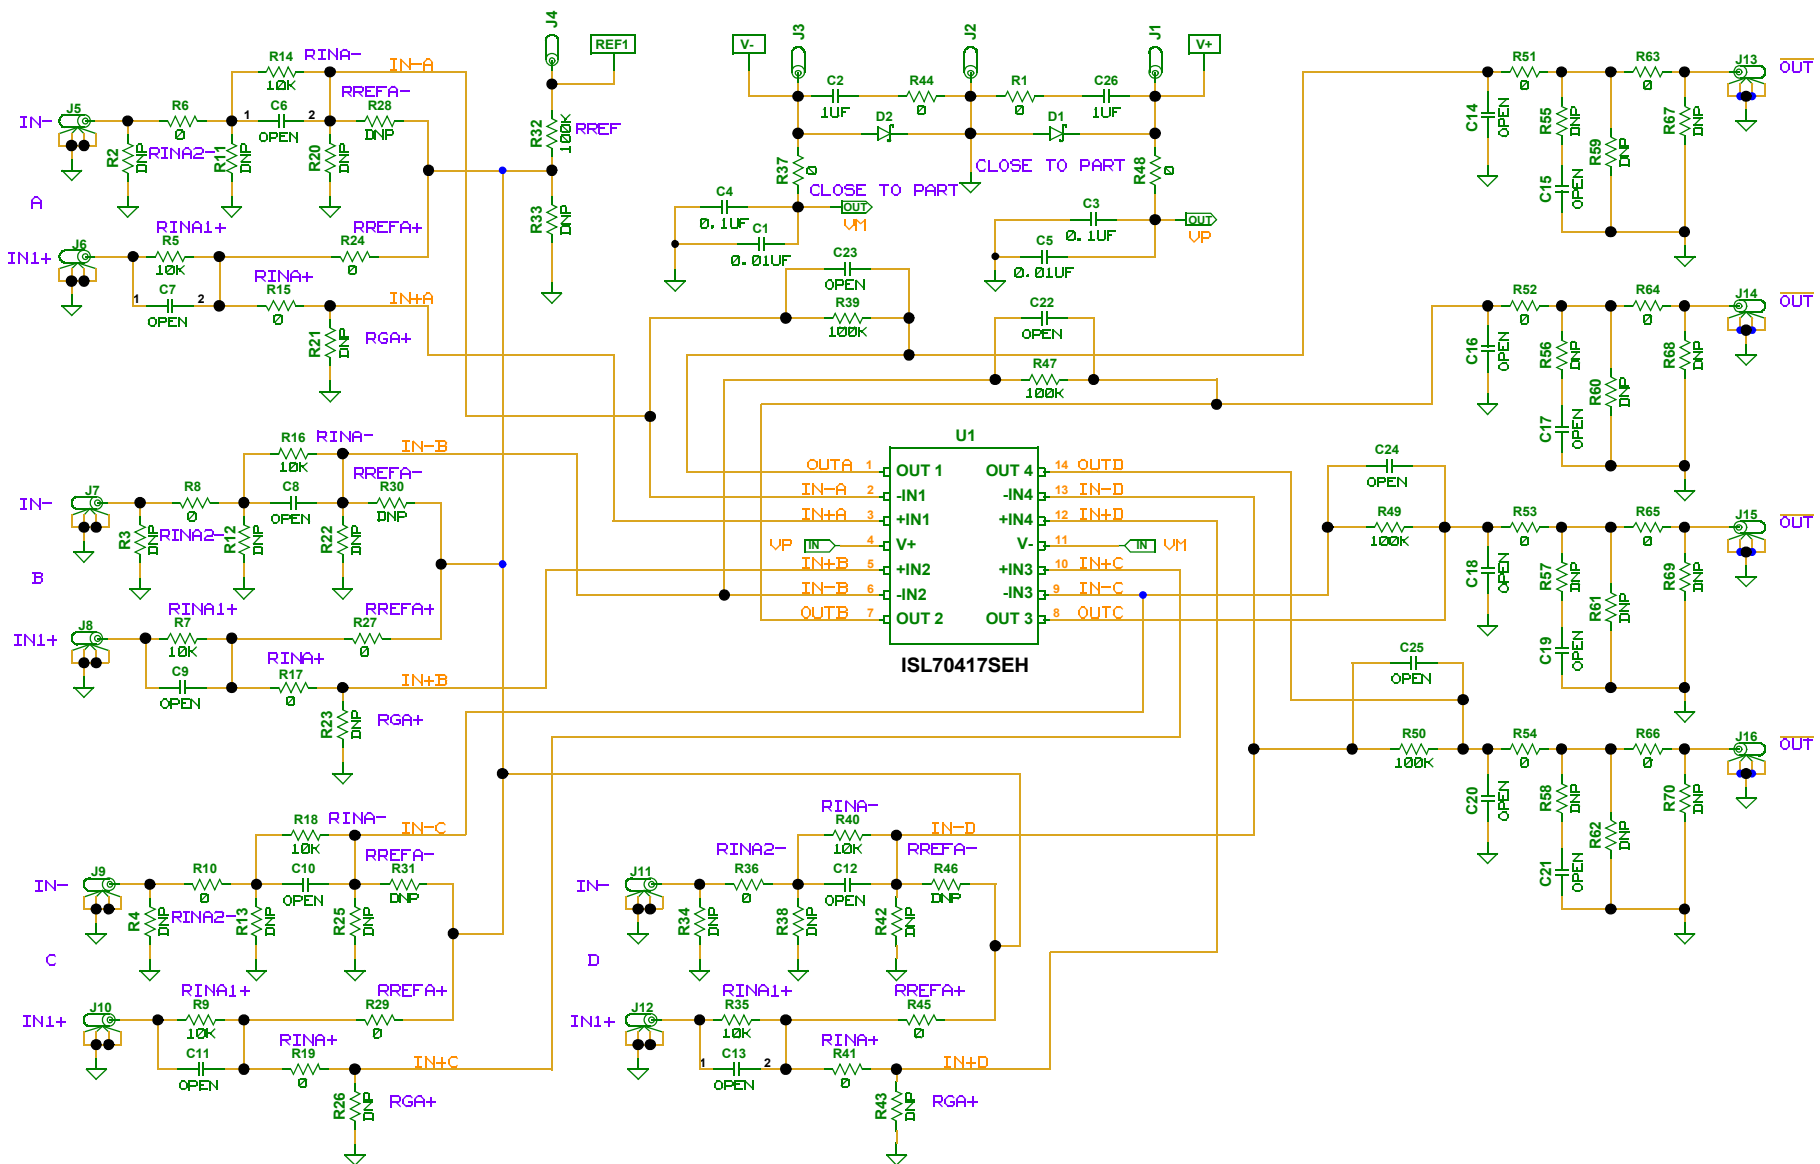 J4
REF1
V-
J3
J2
J1
V+
R14
10K
RINA-
IN-A
IN-
J5
R6
0
1
C6
2
OPEN
RREFA-
R28
DNP
R2
DNP
RINA2-
R11
DNP
R20
DNP
A
R32
100K
RREF
R33
DNP
IN1+
J6
RINA1+
R5
10K
1
C7
2
OPEN
RREFA+
R24
0
RINA+
R15
0
IN+A
R21
DNP
RGA+
C2
1UF
R44
0
R1
0
C26
1UF
D2
D1
CLOSE TO PART
R37
0
CLOSE TO PART
R48
0
C4
0.1UF
OUT
VM
C1
0.01UF
C3
0.1UF
OUT
VP
C5
0.01UF
C23
OPEN
R39
100K
C22
OPEN
R47
100K
R51
0
R63
0
J13
OUT
C14
OPEN
R55
DNP
C15
OPEN
R59
DNP
R67
DNP
R52
0
R64
0
J14
OUT
C16
OPEN
R56
DNP
C17
OPEN
R60
DNP
R68
DNP
R16
10K
RINA-
IN-B
IN-
J7
R8
0
C8
OPEN
RREFA-
R30
DNP
R3
DNP
RINA2-
R12
DNP
R22
DNP
B
IN1+
J8
RINA1+
R7
10K
C9
OPEN
RREFA+
R27
0
RINA+
R17
0
IN+B
R23
DNP
RGA+
U1
OUTA 1 OUT 1 OUT 4 14 OUTD
IN-A 2 -IN1 -IN4 13 IN-D
IN+A 3 +IN1 +IN4 12 IN+D
VP IN 4 V+ V- 11 IN VM
IN+B 5 +IN2 +IN3 10 IN+C
IN-B 6 -IN2 -IN3 9 IN-C
OUTB 7 OUT 2 OUT 3 8 OUTC
ISL70417SEH
C24
OPEN
R49
100K
R53
0
R65
0
J15
OUT
C18
OPEN
R57
DNP
C19
OPEN
R61
DNP
R69
DNP
C25
OPEN
R50
100K
R54
0
R66
0
J16
OUT
C20
OPEN
R58
DNP
C21
OPEN
R62
DNP
R70
DNP
R18
10K
RINA-
IN-C
IN-
J9
R10
0
C10
OPEN
RREFA-
R31
DNP
R4
DNP
RINA2-
R13
DNP
R25
DNP
C
IN1+
J10
RINA1+
R9
10K
C11
OPEN
RREFA+
R29
0
RINA+
R19
0
IN+C
R26
DNP
RGA+
RINA-
R40
10K
IN-D
IN-
J11
RINA2-
R36
0
C12
OPEN
RREFA-
R46
DNP
R34
DNP
R38
DNP
R42
DNP
D
IN1+
J12
RINA1+
R35
10K
1
C13
2
OPEN
RREFA+
R45
0
RINA+
R41
0
IN+D
R43
DNP
RGA+